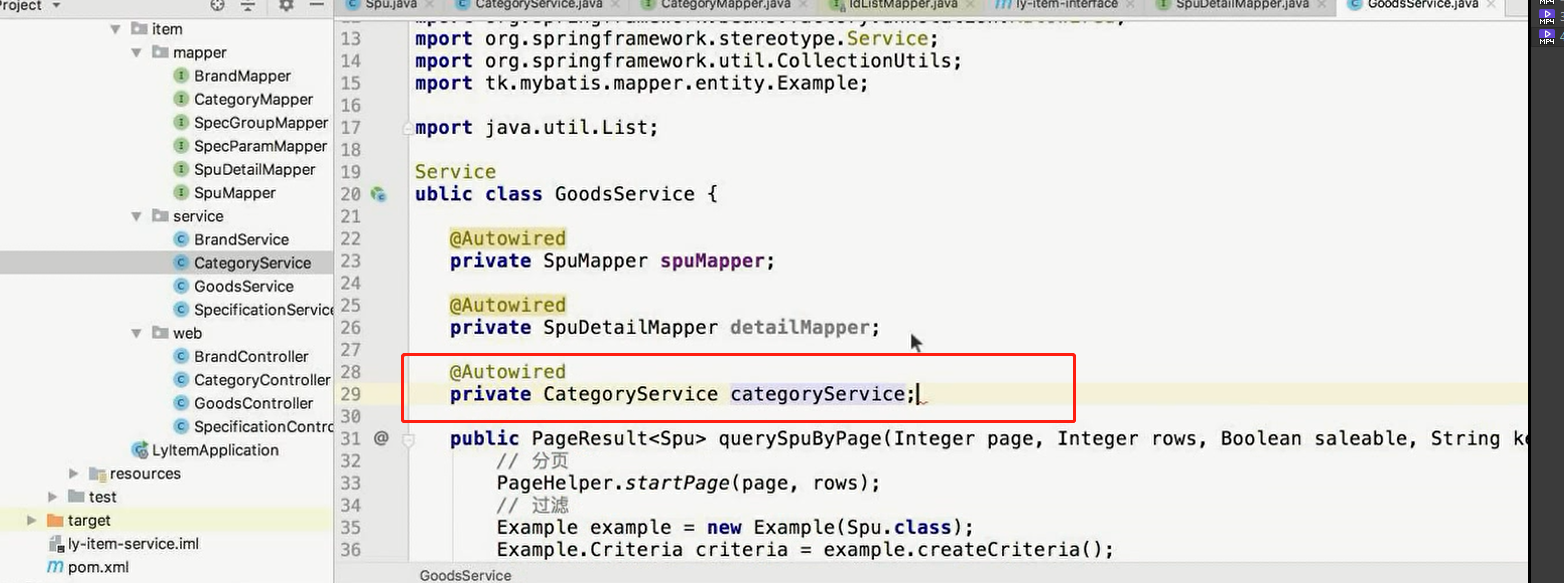 Project
Spu.java
CategoryService.java
CategoryMapper.java
IdListMapper.java
ly-item-interface
SpuDetailMapper.java
GoodsService.java
item
mapper
BrandMapper
CategoryMapper
SpecGroupMapper
SpecParamMapper
SpuDetailMapper
SpuMapper
service
BrandService
CategoryService
GoodsService
SpecificationService
web
BrandController
CategoryController
GoodsController
SpecificationContro
LyItemApplication
resources
test
target
ly-item-service.iml
pom.xml
13 mport org.springframework.stereotype.Service;
14 mport org.springframework.util.CollectionUtils;
15 mport tk.mybatis.mapper.entity.Example;
16
17 mport java.util.List;
18
19 Service
20 ublic class GoodsService {
21
22 @Autowired
23 private SpuMapper spuMapper;
24
25 @Autowired
26 private SpuDetailMapper detailMapper;
27
28 @Autowired
29 private CategoryService categoryService;
30
31 @ public PageResult<Spu> querySpuByPage(Integer page, Integer rows, Boolean saleable, String ke
32 // 分页
33 PageHelper.startPage(page, rows);
34 // 过滤
35 Example example = new Example(Spu.class);
36 Example.Criteria criteria = example.createCriteria();
GoodsService
MP4
MP4